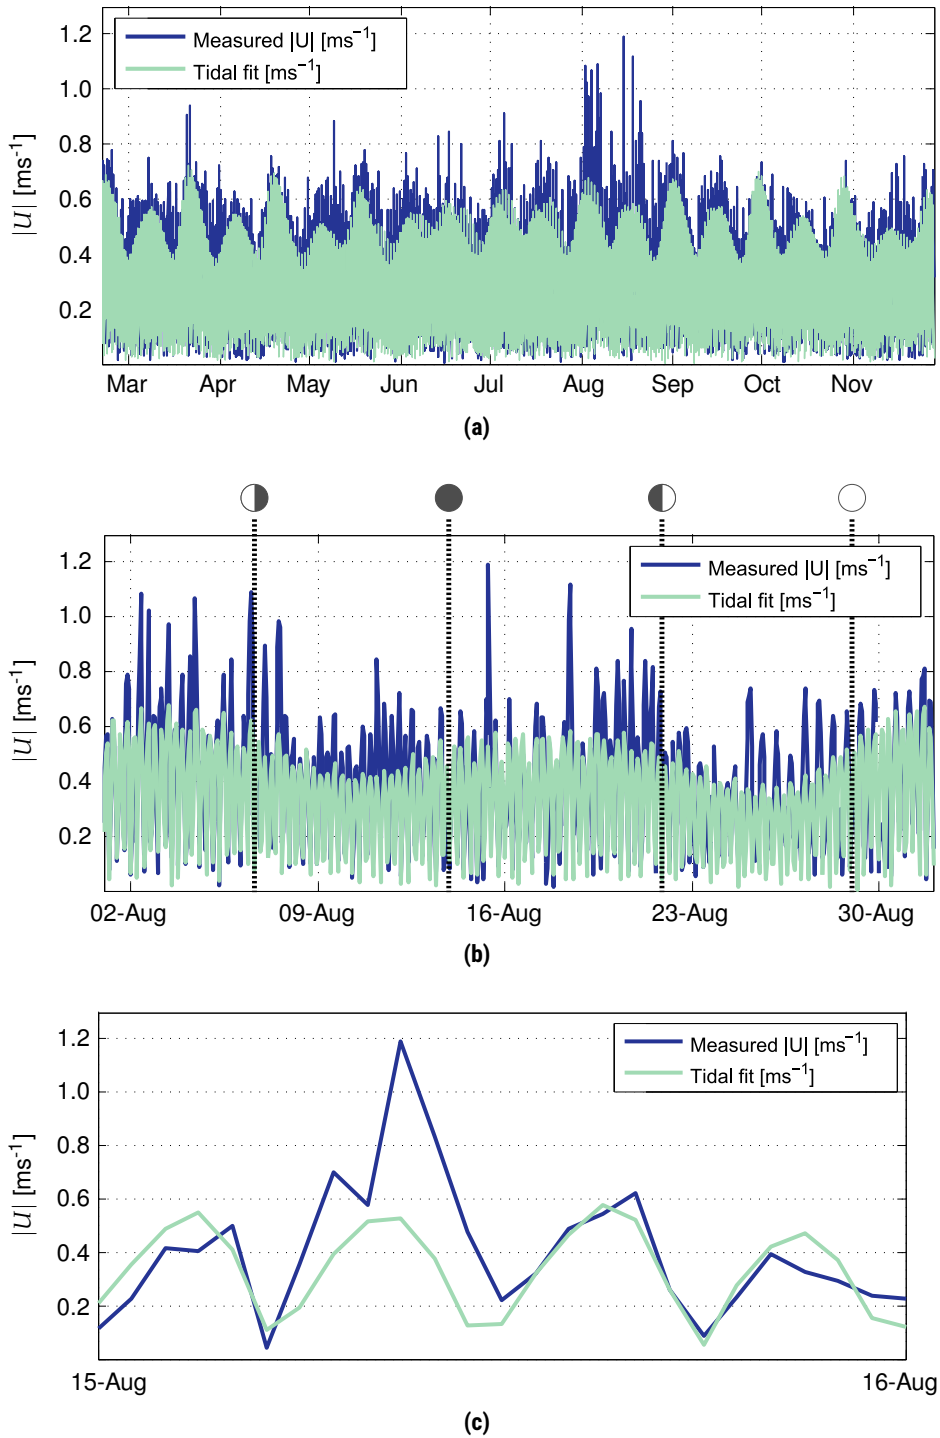 1.2
1.0
0.8
0.6
0.4
0.2
|U| [ms-1]
Measured |U| [ms−1]
Tidal fit [ms−1]
Mar Apr May Jun Jul Aug Sep Oct Nov
(a)
1.2
1.0
0.8
0.6
0.4
0.2
|U| [ms-1]
Measured |U| [ms−1]
Tidal fit [ms−1]
02-Aug 09-Aug 16-Aug 23-Aug 30-Aug
(b)
1.2
1.0
0.8
0.6
0.4
0.2
|U| [ms-1]
Measured |U| [ms−1]
Tidal fit [ms−1]
15-Aug 16-Aug
(c)